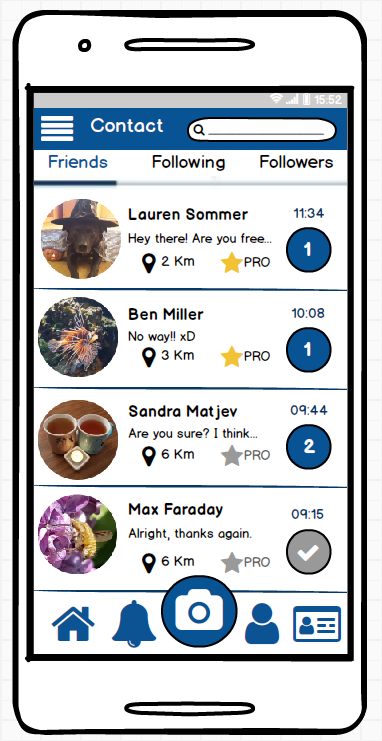 15:52
Contact
Friends Following Followers
Lauren Sommer 11:34
Hey there! Are you free...
2 Km PRO 1
Ben Miller 10:08
No way!! xD
3 Km PRO 1
Sandra Matjev 09:44
Are you sure? I think...
6 Km PRO 2
Max Faraday 09:15
Alright, thanks again.
6 Km PRO